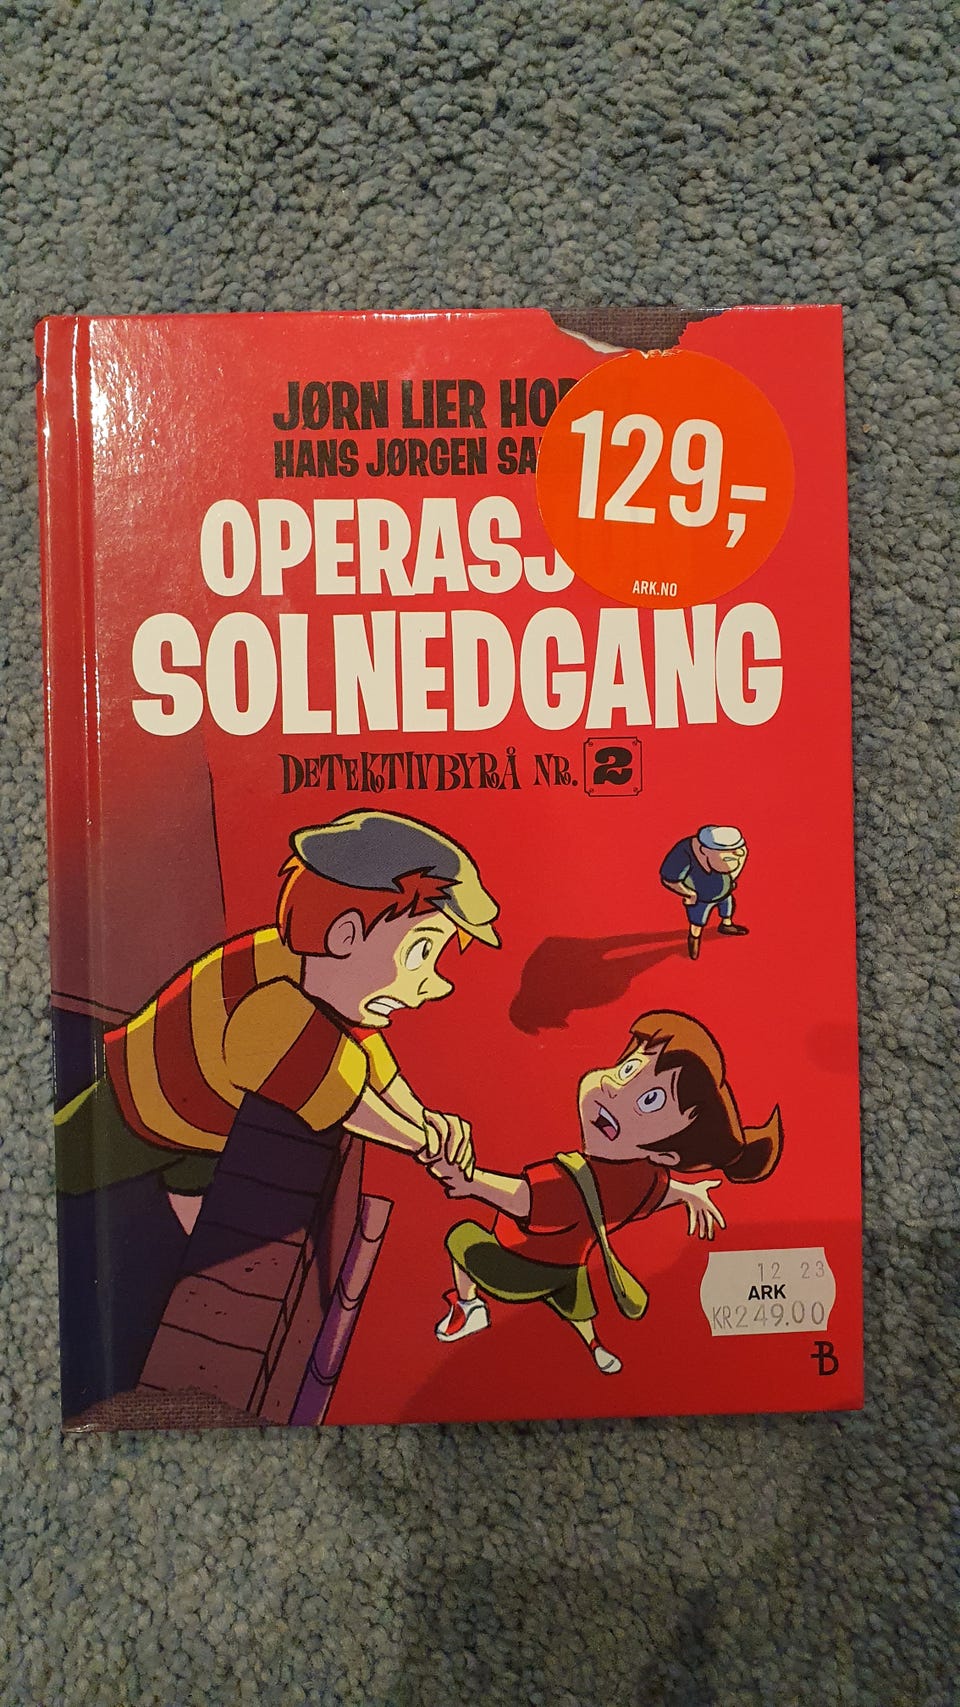 JØRN LIER HO
HANS JØRGEN SA
129,-
ARK.NO
OPERASJ
SOLNEDGANG
DETEKTIVBYRÅ NR. 2
12 23
ARK
KR249.00
B